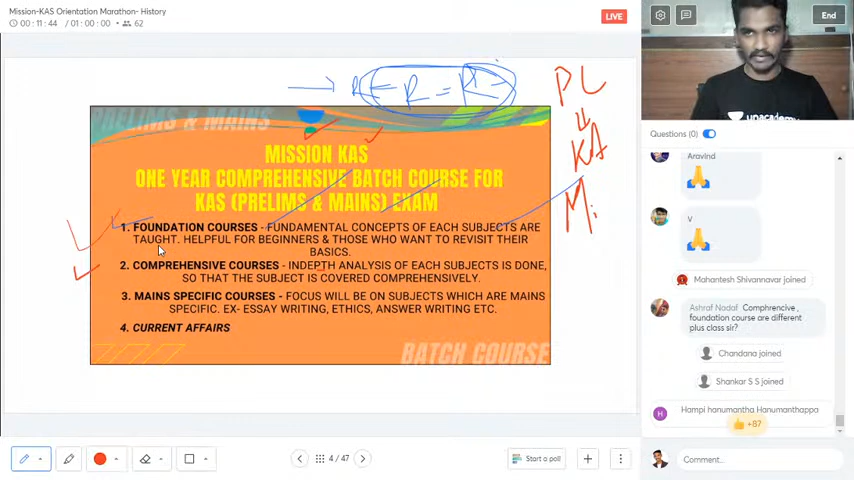 Mission-KAS Orientation Marathon- History
00 : 11 : 44 / 01 : 00 : 00 • 62
LIVE
End
unacademy
R = R = R =
PL
KA
Mi
PRELIMS & MAINS
MISSION KAS
ONE YEAR COMPREHENSIVE BATCH COURSE FOR
KAS (PRELIMS & MAINS) EXAM
1. FOUNDATION COURSES - FUNDAMENTAL CONCEPTS OF EACH SUBJECTS ARE
TAUGHT. HELPFUL FOR BEGINNERS & THOSE WHO WANT TO REVISIT THEIR
BASICS.
2. COMPREHENSIVE COURSES - INDEPTH ANALYSIS OF EACH SUBJECTS IS DONE,
SO THAT THE SUBJECT IS COVERED COMPREHENSIVELY.
3. MAINS SPECIFIC COURSES - FOCUS WILL BE ON SUBJECTS WHICH ARE MAINS
SPECIFIC. EX- ESSAY WRITING, ETHICS, ANSWER WRITING ETC.
4. CURRENT AFFAIRS
BATCH COURSE
Questions (0)
Aravind
V
Mahantesh Shivannavar joined
Ashraf Nadaf Comphrencive ,
foundation course are different
plus class sir?
Chandana joined
Shankar S S joined
H Hampi hanumantha Hanumanthappa
+87
4 / 47
Start a poll
Comment...